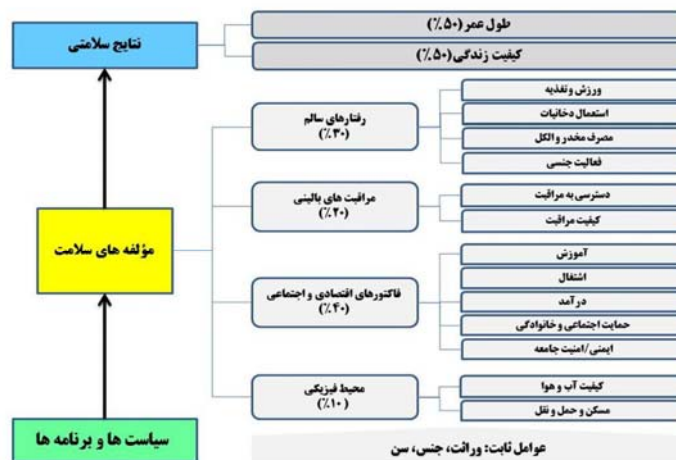 نتایج سلامتی
طول عمر (۵۰٪)
کیفیت زندگی (۵۰٪)
مؤلفه های سلامت
رفتارهای سالم
(۳۰٪)
ورزش و تغذیه
استعمال دخانیات
مصرف مخدر و الکل
فعالیت جنسی
مراقبت های بالینی
(۲۰٪)
دسترسی به مراقبت
کیفیت مراقبت
فاکتورهای اقتصادی و اجتماعی
(۴۰٪)
آموزش
اشتغال
درآمد
حمایت اجتماعی و خانوادگی
ایمنی/امنیت جامعه
محیط فیزیکی
(۱۰٪)
کیفیت آب و هوا
مسکن و حمل و نقل
سیاست ها و برنامه ها
عوامل ثابت: وراثت، جنس، سن